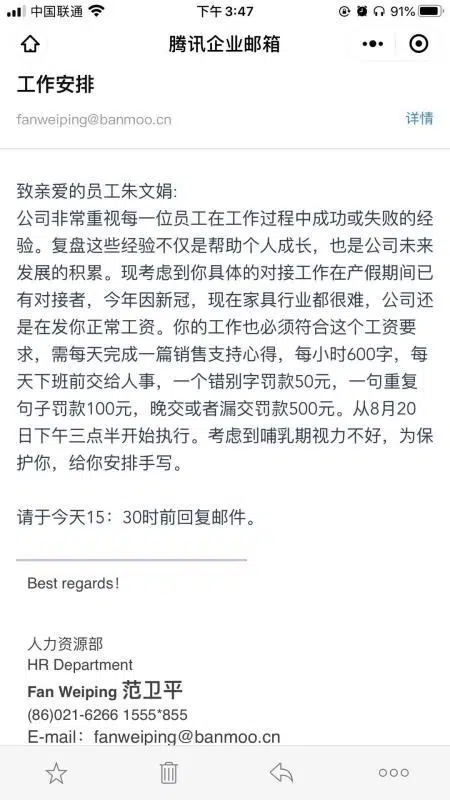 中国联通
下午3:47
91%
腾讯企业邮箱
工作安排
fanweiping@banmoo.cn
详情
致亲爱的员工朱文娟:
公司非常重视每一位员工在工作过程中成功或失败的经
验。复盘这些经验不仅是帮助个人成长，也是公司未来
发展的积累。现考虑到你具体的对接工作在产假期间已
有对接者，今年因新冠，现在家具行业都很难，公司还
是在发你正常工资。你的工作也必须符合这个工资要
求，需每天完成一篇销售支持心得，每小时600字，每
天下班前交给人事，一个错别字罚款50元，一句重复
句子罚款100元，晚交或者漏交罚款500元。从8月20
日下午三点半开始执行。考虑到哺乳期视力不好，为保
护你，给你安排手写。
请于今天15：30时前回复邮件。
Best regards!
人力资源部
HR Department
Fan Weiping 范卫平
(86)021-6266 1555*855
E-mail：fanweiping@banmoo.cn